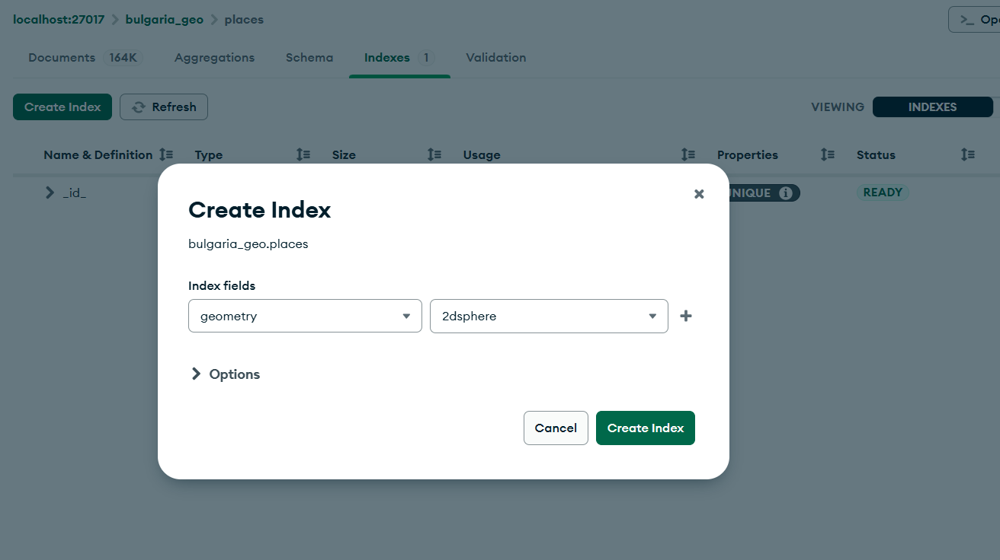 localhost:27017 bulgaria_geo places
>_ Op
Documents 164K Aggregations Schema Indexes 1 Validation
Create Index Refresh VIEWING INDEXES
Name & Definition Type Size Usage Properties Status
_id_ UNIQUE READY
Create Index
bulgaria_geo.places
Index fields
geometry 2dsphere
Options
Cancel Create Index